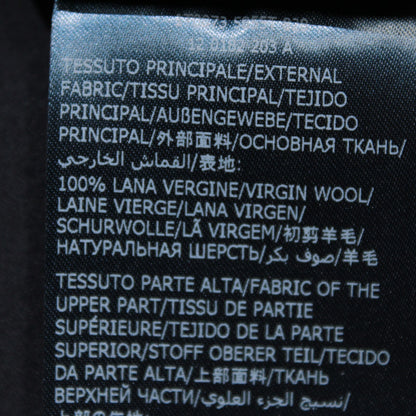 12 0182 203 A
TESSUTO PRINCIPALE/EXTERNAL
FABRIC/TISSU PRINCIPAL/TEJIDO
PRINCIPAL/AUßENGEWEBE/TECIDO
PRINCIPAL/外部面料/ОСНОВНАЯ ТКАНЬ/
القماش الخارجي/表地:
100% LANA VERGINE/VIRGIN WOOL/
LAINE VIERGE/LANA VIRGEN/
SCHURWOLLE/LÃ VIRGEM/初剪羊毛/
НАТУРАЛЬНАЯ ШЕРСТЬ/صوف بكر/羊毛
TESSUTO PARTE ALTA/FABRIC OF THE
UPPER PART/TISSU DE PARTIE
SUPÉRIEURE/TEJIDO DE LA PARTE
SUPERIOR/STOFF OBERER TEIL/TECIDO
DA PARTE ALTA/上部面料/ТКАНЬ
ВЕРХНЕЙ ЧАСТИ/نسيج الجزء العلوي/